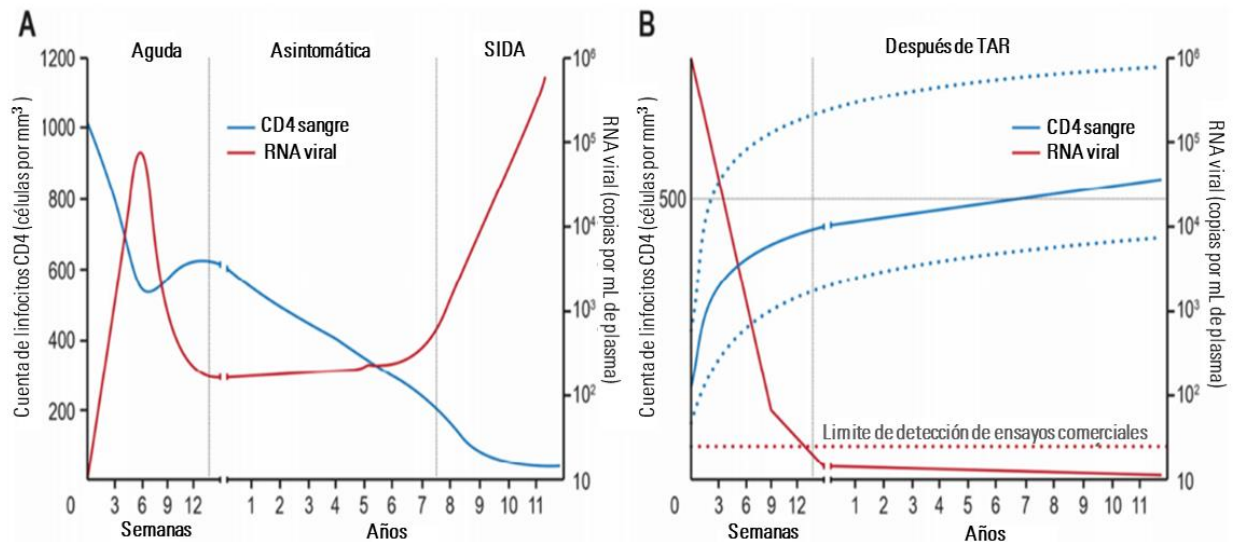 A
Aguda
Asintomática
SIDA
1200
1000
800
600
400
200
0
Cuenta de linfocitos CD4 (células por mm³)
CD4 sangre
RNA viral
10⁶
10⁵
10⁴
10³
10²
10
RNA viral (copias por mL de plasma)
3 6 9 12
1 2 3 4 5 6 7 8 9 10 11
Semanas
Años
B
Después de TAR
500
0
Cuenta de linfocitos CD4 (células por mm³)
CD4 sangre
RNA viral
Limite de detección de ensayos comerciales
10⁶
10⁵
10⁴
10³
10²
10
RNA viral (copias por mL de plasma)
3 6 9 12
1 2 3 4 5 6 7 8 9 10 11
Semanas
Años